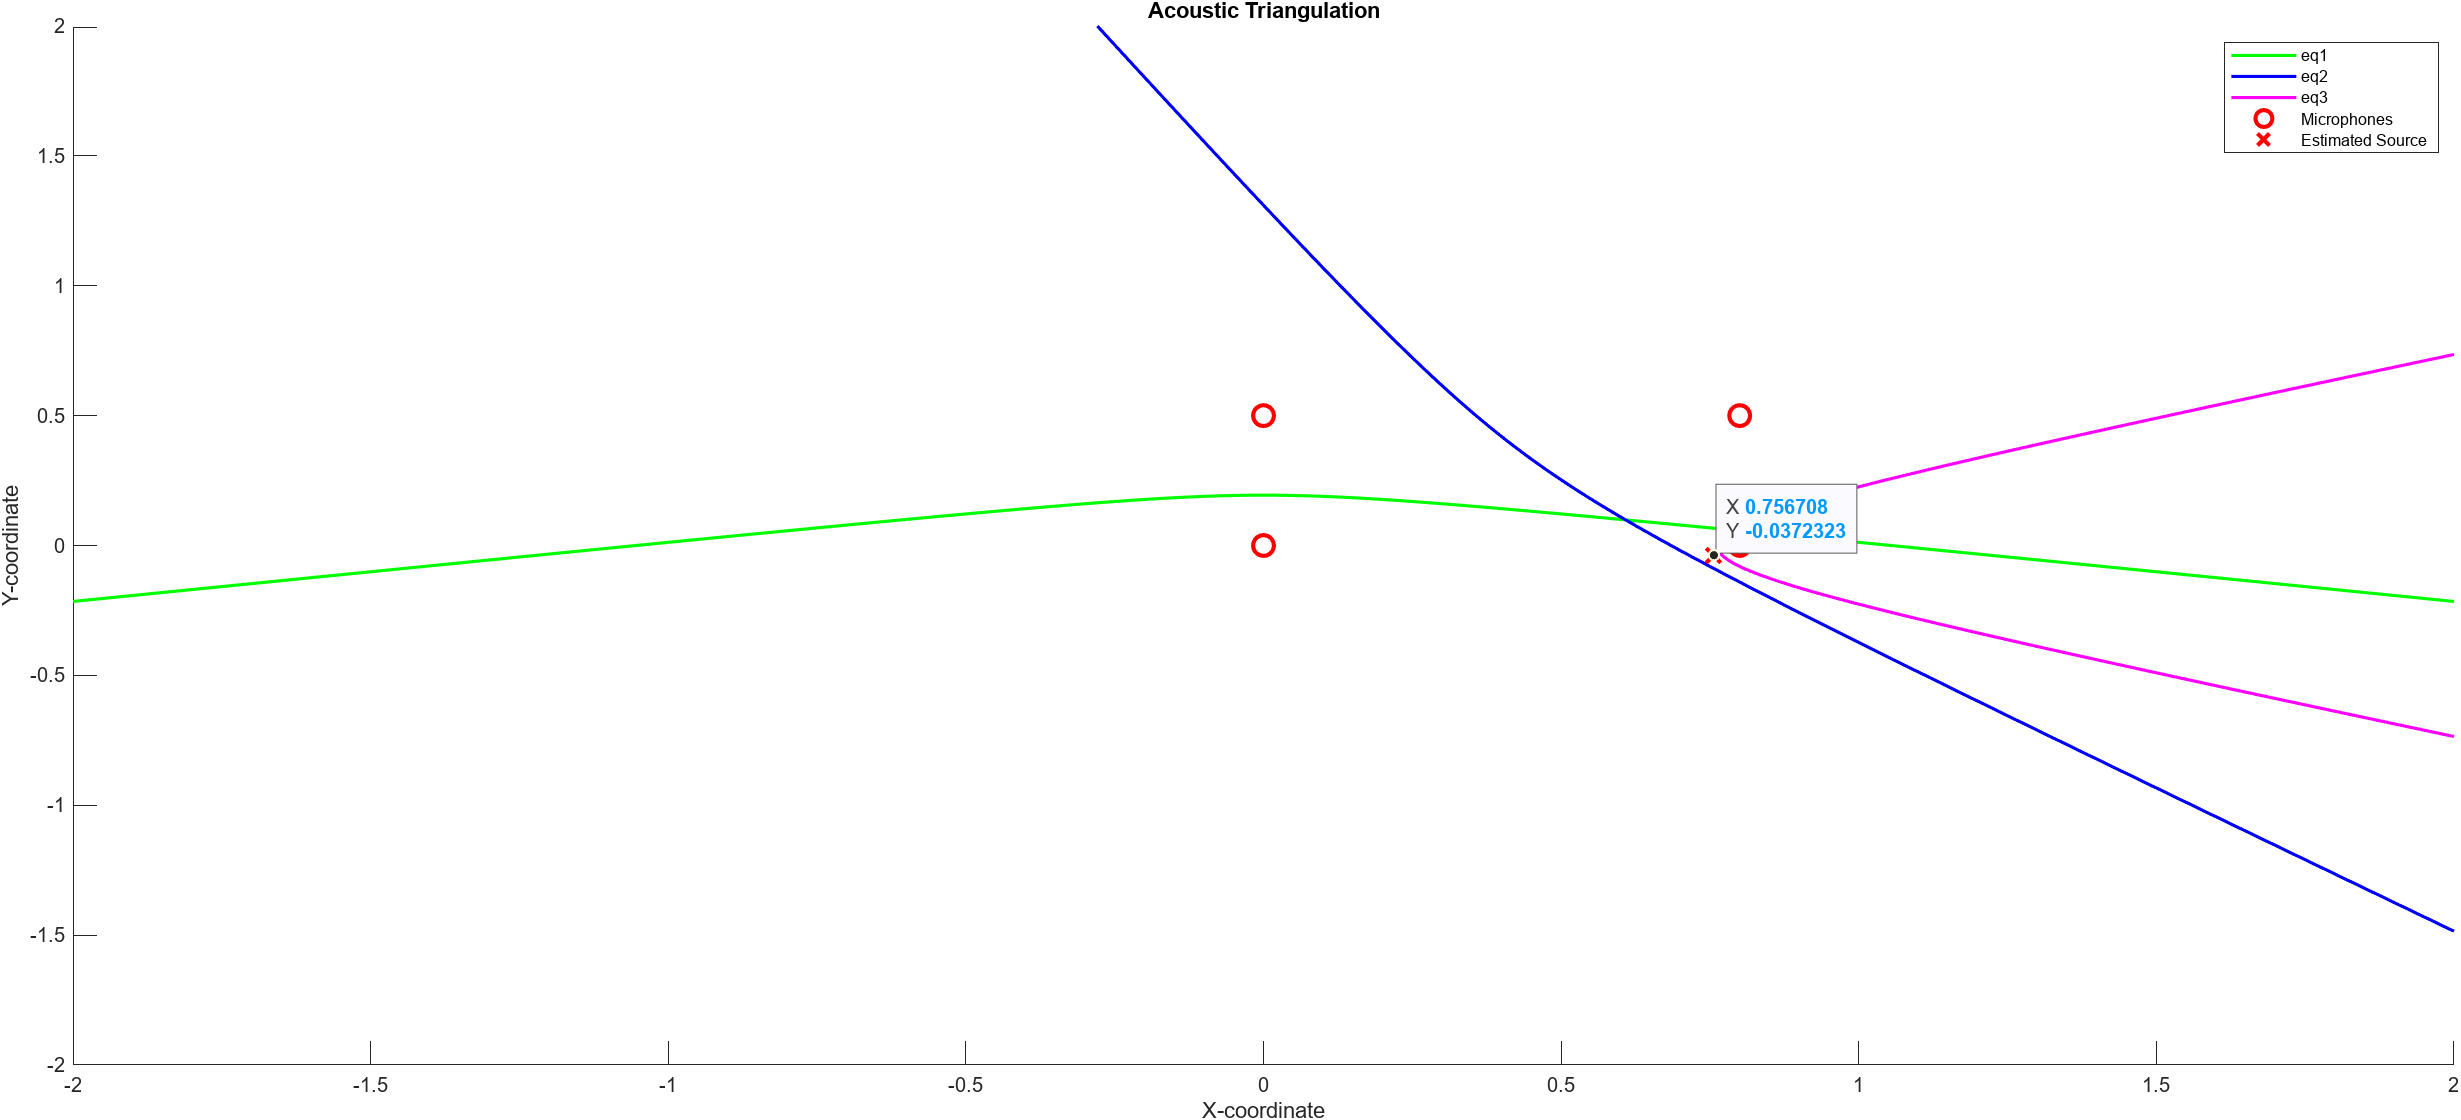 Acoustic Triangulation
eq1
eq2
eq3
Microphones
Estimated Source
2
1.5
1
0.5
0
-0.5
-1
-1.5
-2
Y-coordinate
X 0.756708
Y -0.0372323
-2
-1.5
-1
-0.5
0
0.5
1
1.5
2
X-coordinate